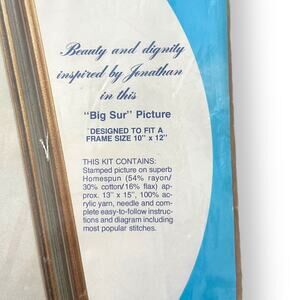 Beauty and dignity
inspired by Jonathan
in this
"Big Sur" Picture
DESIGNED TO FIT A
FRAME SIZE 10" x 12"
THIS KIT CONTAINS:
Stamped picture on superb
Homespun (54% rayon/
30% cotton/16% flax) ap-
prox. 13" x 15", 100% ac-
rylic yarn, needle and com-
plete easy-to-follow instruc-
tions and diagram including
most popular stitches.